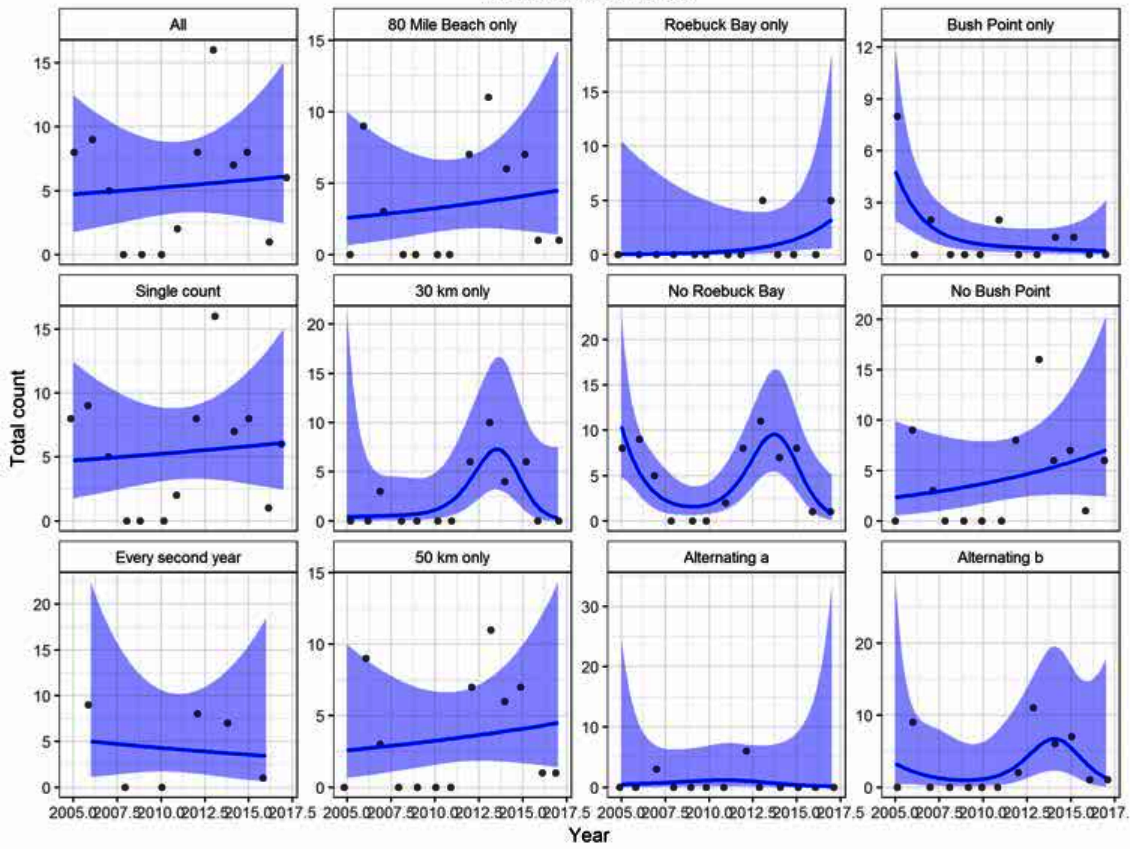 All
80 Mile Beach only
Roebuck Bay only
Bush Point only
15
10
5
0
15
10
5
0
15
10
5
0
12
9
6
3
0
Single count
30 km only
No Roebuck Bay
No Bush Point
15
10
5
0
20
15
10
5
0
20
15
10
5
0
20
15
10
5
0
Every second year
50 km only
Alternating a
Alternating b
20
15
10
5
0
15
10
5
0
30
20
10
0
20
10
0
2005.0 2007.5 2010.0 2012.5 2015.0 2017.5
2005.0 2007.5 2010.0 2012.5 2015.0 2017.5
2005.0 2007.5 2010.0 2012.5 2015.0 2017.5
2005.0 2007.5 2010.0 2012.5 2015.0 2017.5
Total count
Year